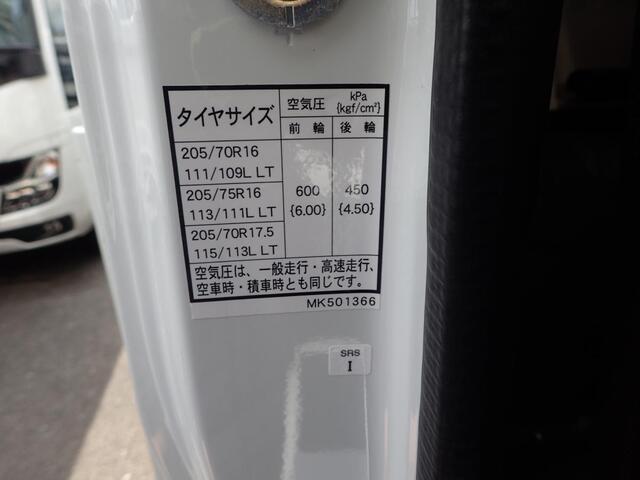 タイヤサイズ
空気圧
kPa
{kgf/cm²}
前輪
後輪
205/70R16
111/109L LT
205/75R16
113/111L LT
205/70R17.5
115/113L LT
600
{6.00}
450
{4.50}
空気圧は、一般走行・高速走行、
空車時・積車時とも同じです。
MK501366
SRS
I